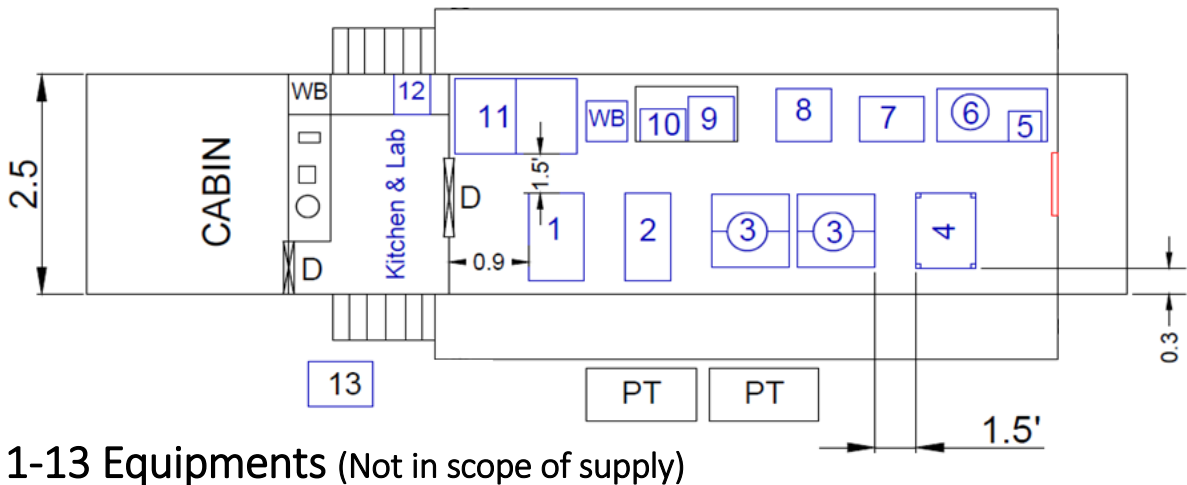 WB
12
11
WB
10
9
8
7
6
5
2.5
CABIN
Kitchen & Lab
1.5'
D
0.9
1
2
3
3
4
D
0.3
13
PT
PT
1.5'
1-13 Equipments (Not in scope of supply)